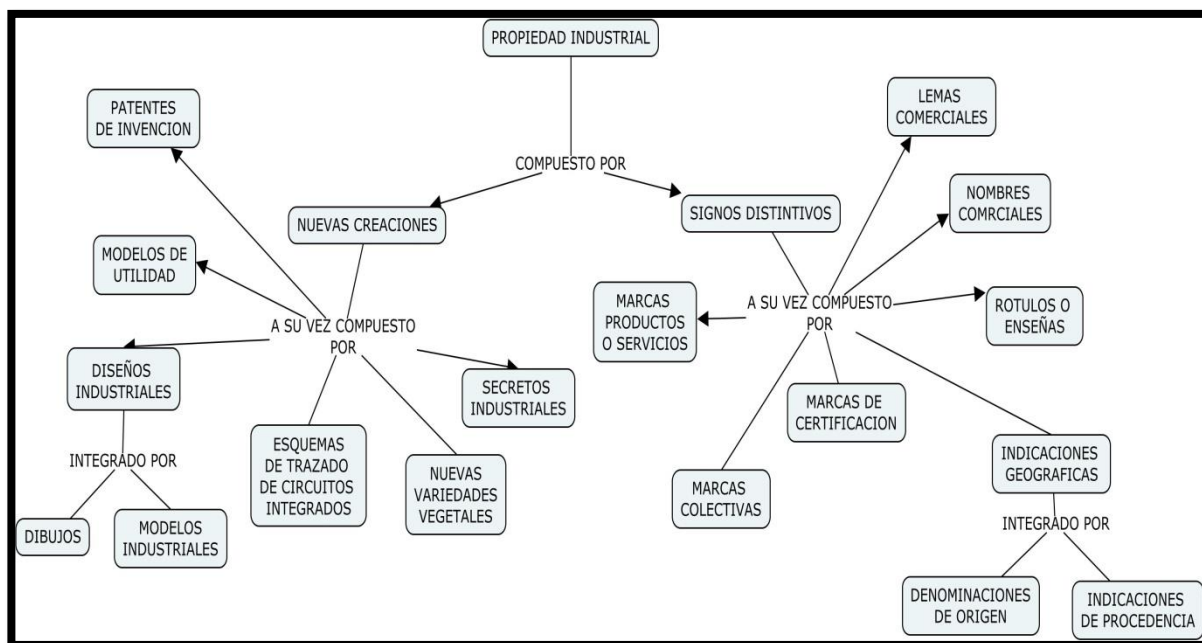 PROPIEDAD INDUSTRIAL
COMPUESTO POR
NUEVAS CREACIONES
SIGNOS DISTINTIVOS
PATENTES
DE INVENCION
MODELOS DE
UTILIDAD
A SU VEZ COMPUESTO
POR
DISEÑOS
INDUSTRIALES
INTEGRADO POR
DIBUJOS
MODELOS
INDUSTRIALES
ESQUEMAS
DE TRAZADO
DE CIRCUITOS
INTEGRADOS
NUEVAS
VARIEDADES
VEGETALES
SECRETOS
INDUSTRIALES
LEMAS
COMERCIALES
NOMBRES
COMRCIALES
A SU VEZ COMPUESTO
POR
ROTULOS O
ENSEÑAS
MARCAS
PRODUCTOS
O SERVICIOS
MARCAS DE
CERTIFICACION
MARCAS
COLECTIVAS
INDICACIONES
GEOGRAFICAS
INTEGRADO POR
DENOMINACIONES
DE ORIGEN
INDICACIONES
DE PROCEDENCIA